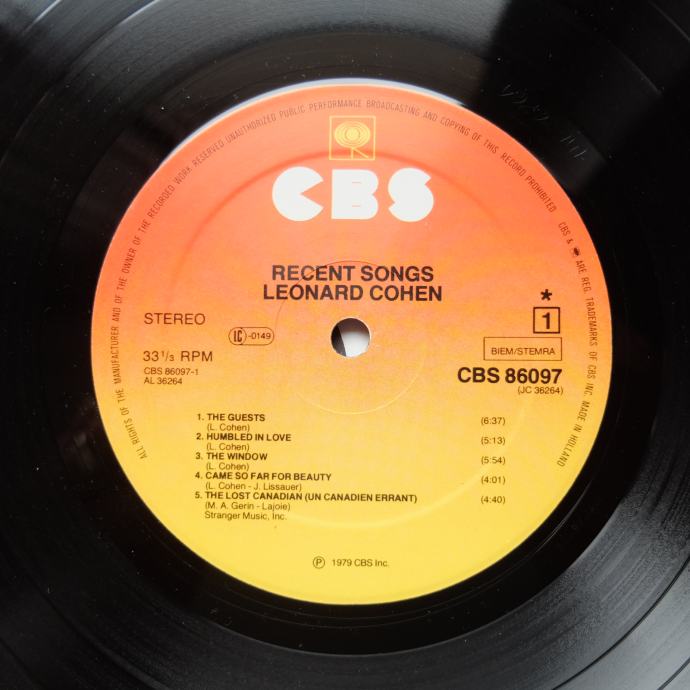 ALL RIGHTS OF THE MANUFACTURER AND OF THE OWNER OF THE RECORDED WORK RESERVED UNAUTHORIZED PUBLIC PERFORMANCE BROADCASTING AND COPYING OF THIS RECORD PROHIBITED
CBS & ARE REG. TRADEMARKS OF CBS INC. MADE IN HOLLAND
CBS
RECENT SONGS
LEONARD COHEN
STEREO
LC -0149
*
1
33 1/3 RPM
BIEM/STEMRA
CBS 86097-1
AL 36264
CBS 86097
(JC 36264)
1. THE GUESTS (6:37)
(L. Cohen)
2. HUMBLED IN LOVE (5:13)
(L. Cohen)
3. THE WINDOW (5:54)
(L. Cohen)
4. CAME SO FAR FOR BEAUTY (4:01)
(L. Cohen - J. Lissauer)
5. THE LOST CANADIAN (UN CANADIEN ERRANT) (4:40)
(M. A. Gerin - Lajoie)
Stranger Music, Inc.
℗ 1979 CBS Inc.